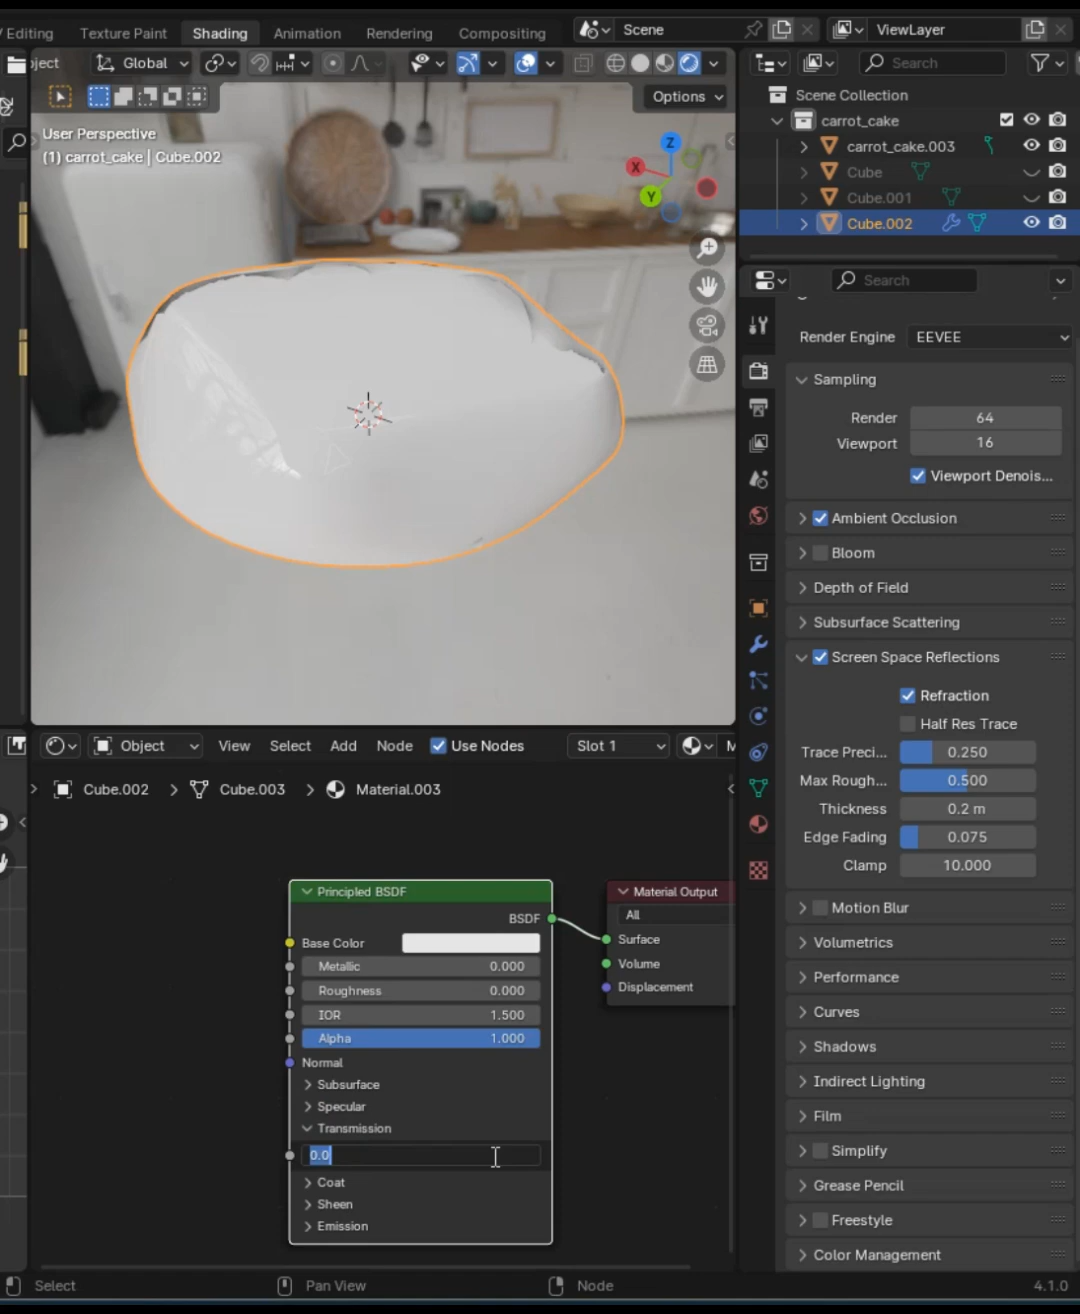 Editing Texture Paint Shading Animation Rendering Compositing Scene ViewLayer
ject Global
Options
User Perspective
(1) carrot_cake | Cube.002
Z
X
Y
Search
Scene Collection
carrot_cake
carrot_cake.003
Cube
Cube.001
Cube.002
Search
Render Engine EEVEE
Sampling
Render 64
Viewport 16
Viewport Denois...
Ambient Occlusion
Bloom
Depth of Field
Subsurface Scattering
Screen Space Reflections
Refraction
Half Res Trace
Trace Preci... 0.250
Max Rough... 0.500
Thickness 0.2 m
Edge Fading 0.075
Clamp 10.000
Motion Blur
Volumetrics
Performance
Curves
Shadows
Indirect Lighting
Film
Simplify
Grease Pencil
Freestyle
Color Management
Object View Select Add Node Use Nodes Slot 1 M
Cube.002 > Cube.003 > Material.003
Principled BSDF
BSDF
Base Color
Metallic 0.000
Roughness 0.000
IOR 1.500
Alpha 1.000
Normal
Subsurface
Specular
Transmission
0.0
Coat
Sheen
Emission
Material Output
All
Surface
Volume
Displacement
Select Pan View Node 4.1.0